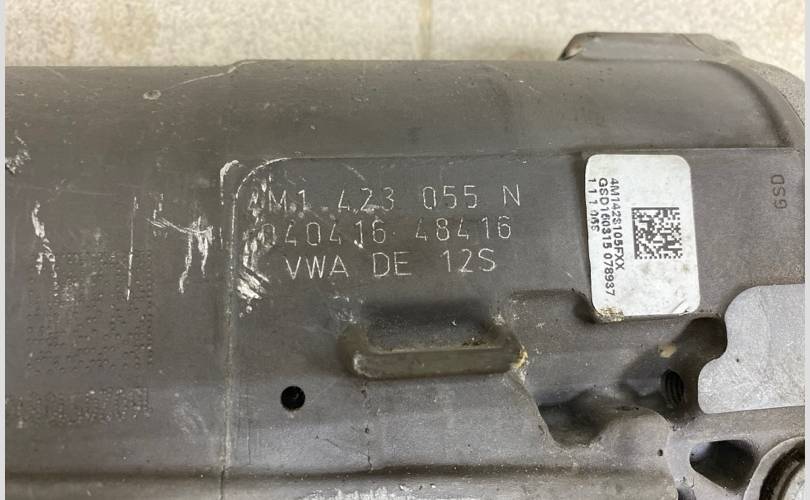 4M1 423 055 N
040416 48416
VWA DE 12S
4M1423105FXX
GSD160315 078937
GSD